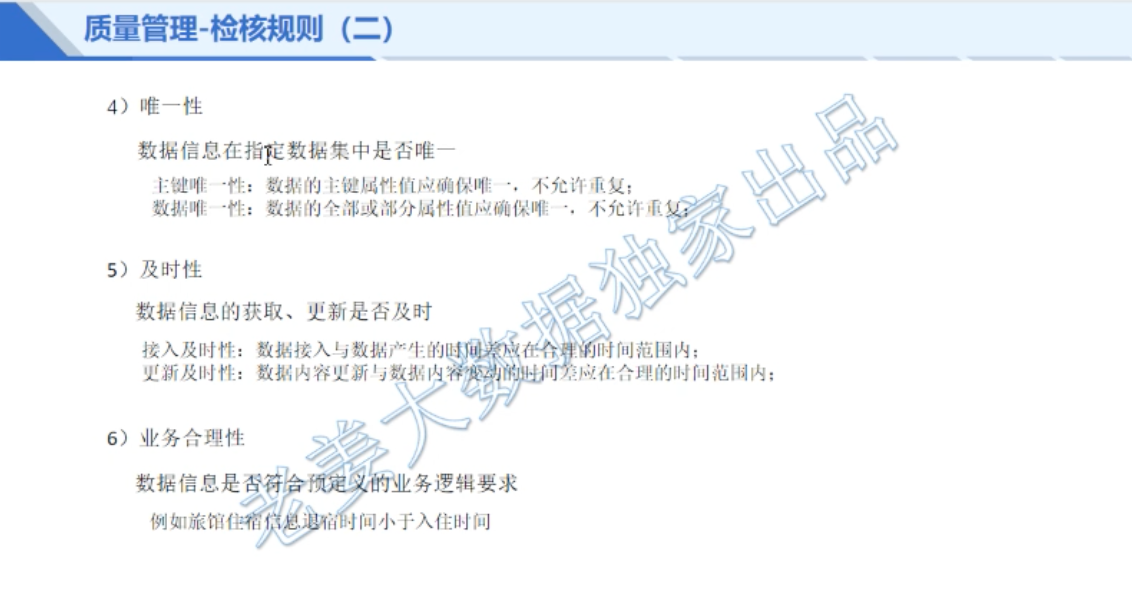 质量管理-检核规则（二）
4）唯一性
数据信息在指定数据集中是否唯一
主键唯一性：数据的主键属性值应确保唯一，不允许重复；
数据唯一性：数据的全部或部分属性值应确保唯一，不允许重复；
5）及时性
数据信息的获取、更新是否及时
接入及时性：数据接入与数据产生的时间差应在合理的时间范围内；
更新及时性：数据内容更新与数据内容变动的时间差应在合理的时间范围内；
6）业务合理性
数据信息是否符合预定义的业务逻辑要求
例如旅馆住宿信息退宿时间小于入住时间
老姜大数据独家出品